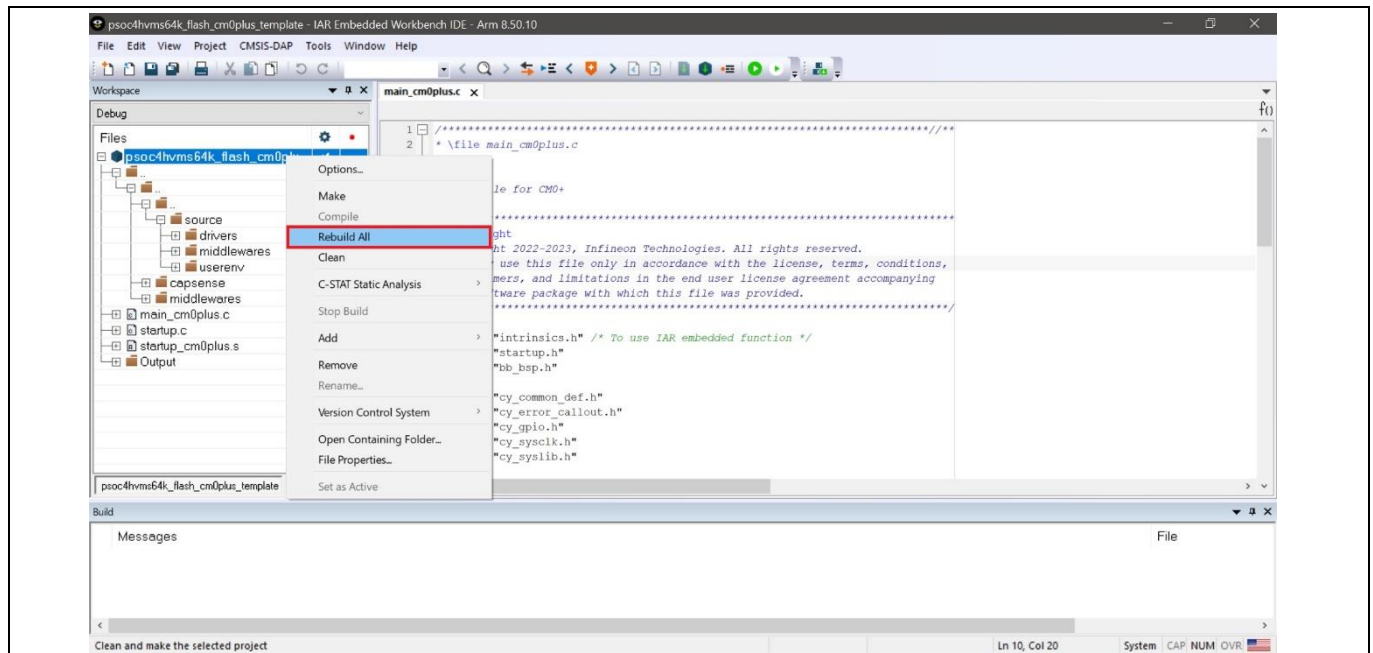 psoc4hvms64k_flash_cm0plus_template - IAR Embedded Workbench IDE - Arm 8.50.10
File Edit View Project CMSIS-DAP Tools Window Help
Workspace
main_cm0plus.c
Debug
Files
psoc4hvms64k_flash_cm0pl
..
..
..
source
drivers
middlewares
userenv
capsense
middlewares
main_cm0plus.c
startup.c
startup_cm0plus.s
Output
psoc4hvms64k_flash_cm0plus_template
Options...
Make
Compile
Rebuild All
Clean
C-STAT Static Analysis
Stop Build
Add
Remove
Rename...
Version Control System
Open Containing Folder...
File Properties...
Set as Active
f()
1 /***************************************************************************//**
2 * \file main_cm0plus.c
le for CM0+
ght
ht 2022-2023, Infineon Technologies. All rights reserved.
use this file only in accordance with the license, terms, conditions,
mers, and limitations in the end user license agreement accompanying
tware package with which this file was provided.
"intrinsics.h" /* To use IAR embedded function */
"startup.h"
"bb_bsp.h"
"cy_common_def.h"
"cy_error_callout.h"
"cy_gpio.h"
"cy_sysclk.h"
"cy_syslib.h"
Build
Messages File
Clean and make the selected project Ln 10, Col 20 System CAP NUM OVR